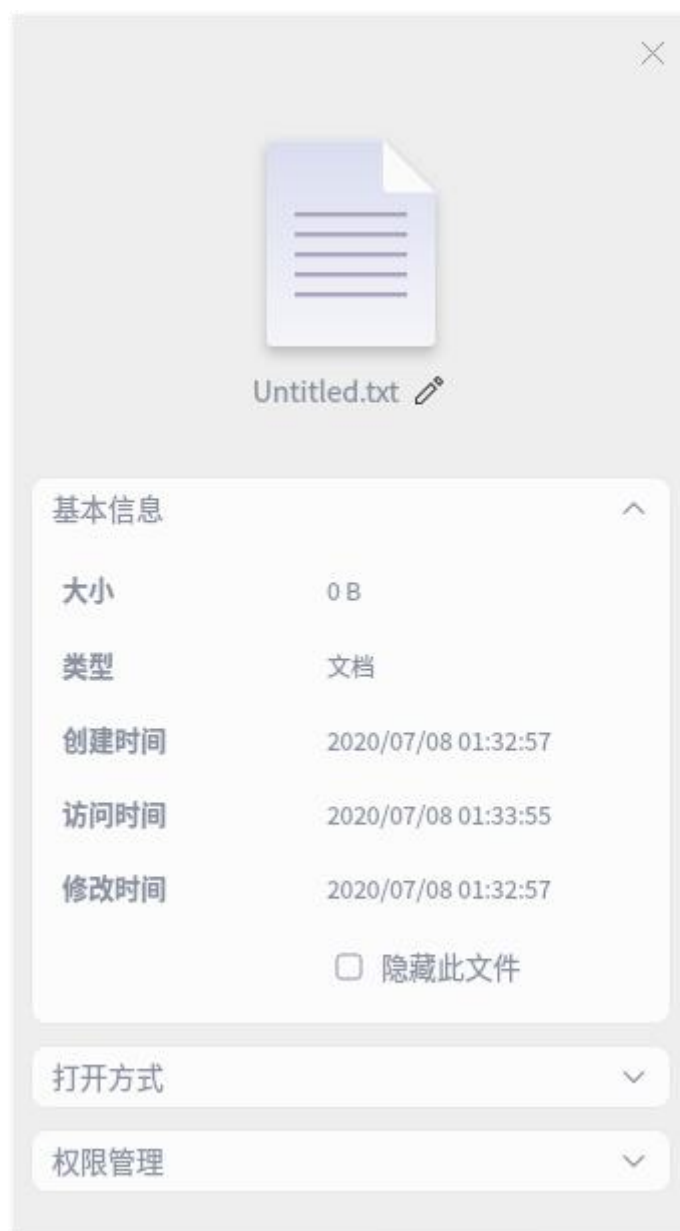 Untitled.txt
基本信息
大小 0 B
类型 文档
创建时间 2020/07/08 01:32:57
访问时间 2020/07/08 01:33:55
修改时间 2020/07/08 01:32:57
隐藏此文件
打开方式
权限管理